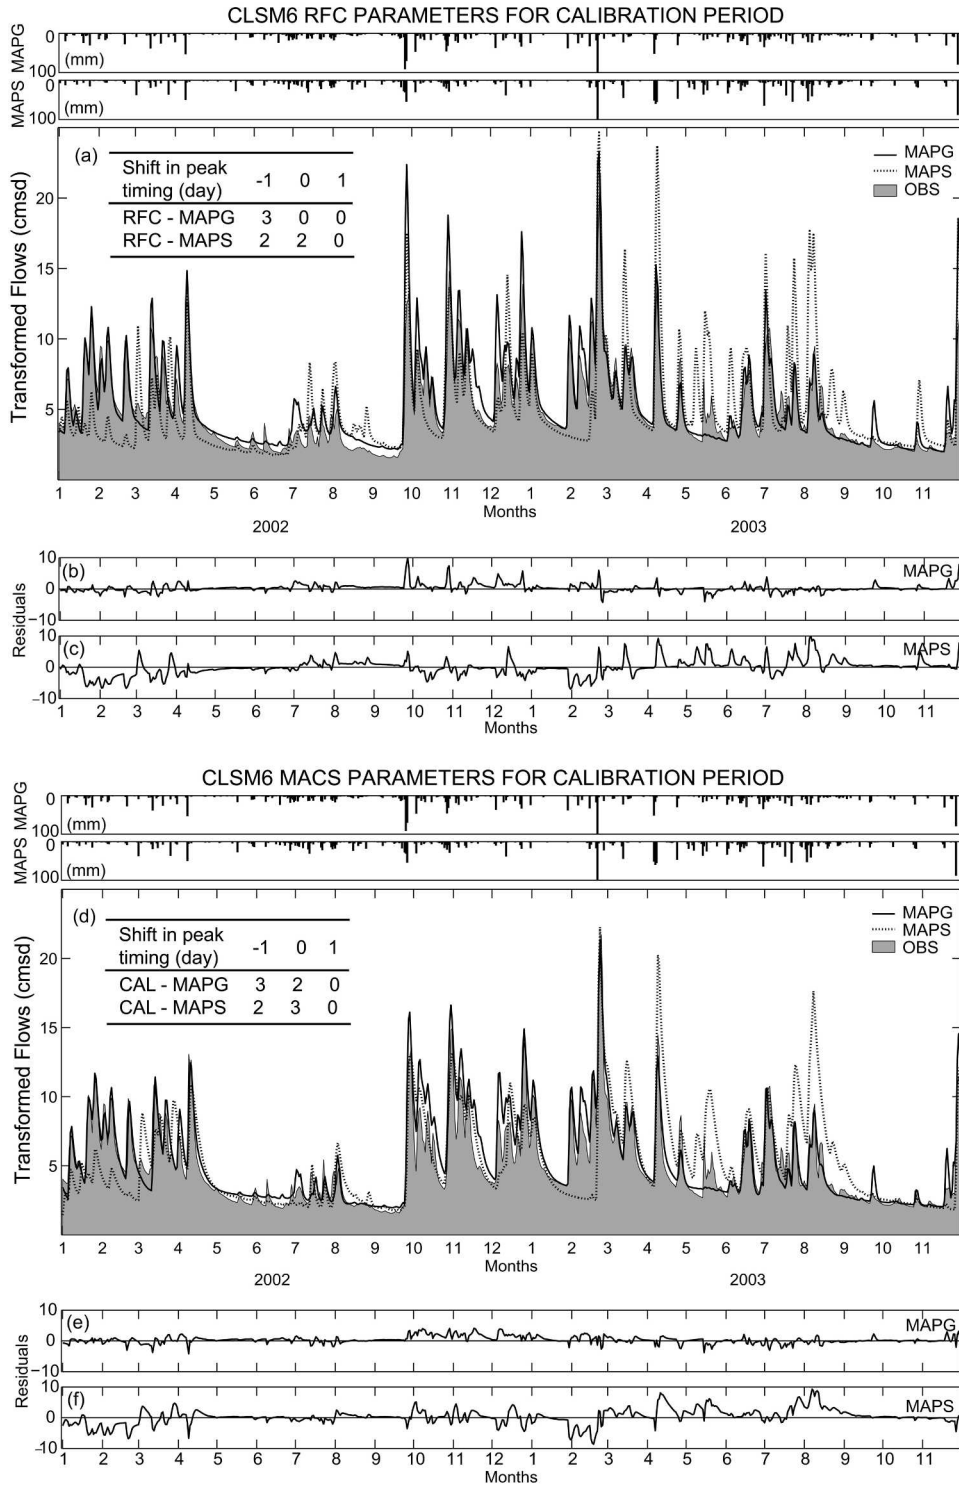 CLSM6 RFC PARAMETERS FOR CALIBRATION PERIOD
MAPG
0
100
(mm)
MAPS
0
100
(mm)
Transformed Flows (cmsd)
20
15
10
5
(a)
Shift in peak timing (day) -1 0 1
RFC - MAPG 3 0 0
RFC - MAPS 2 2 0
MAPG
MAPS
OBS
1 2 3 4 5 6 7 8 9 10 11 12 1 2 3 4 5 6 7 8 9 10 11
Months
2002 2003
Residuals
10
0
−10
(b)
MAPG
10
0
−10
(c)
MAPS
1 2 3 4 5 6 7 8 9 10 11 12 1 2 3 4 5 6 7 8 9 10 11
Months
CLSM6 MACS PARAMETERS FOR CALIBRATION PERIOD
MAPG
0
100
(mm)
MAPS
0
100
(mm)
Transformed Flows (cmsd)
20
15
10
5
(d)
Shift in peak timing (day) -1 0 1
CAL - MAPG 3 2 0
CAL - MAPS 2 3 0
MAPG
MAPS
OBS
1 2 3 4 5 6 7 8 9 10 11 12 1 2 3 4 5 6 7 8 9 10 11
Months
2002 2003
Residuals
10
0
−10
(e)
MAPG
10
0
-10
(f)
MAPS
1 2 3 4 5 6 7 8 9 10 11 12 1 2 3 4 5 6 7 8 9 10 11
Months